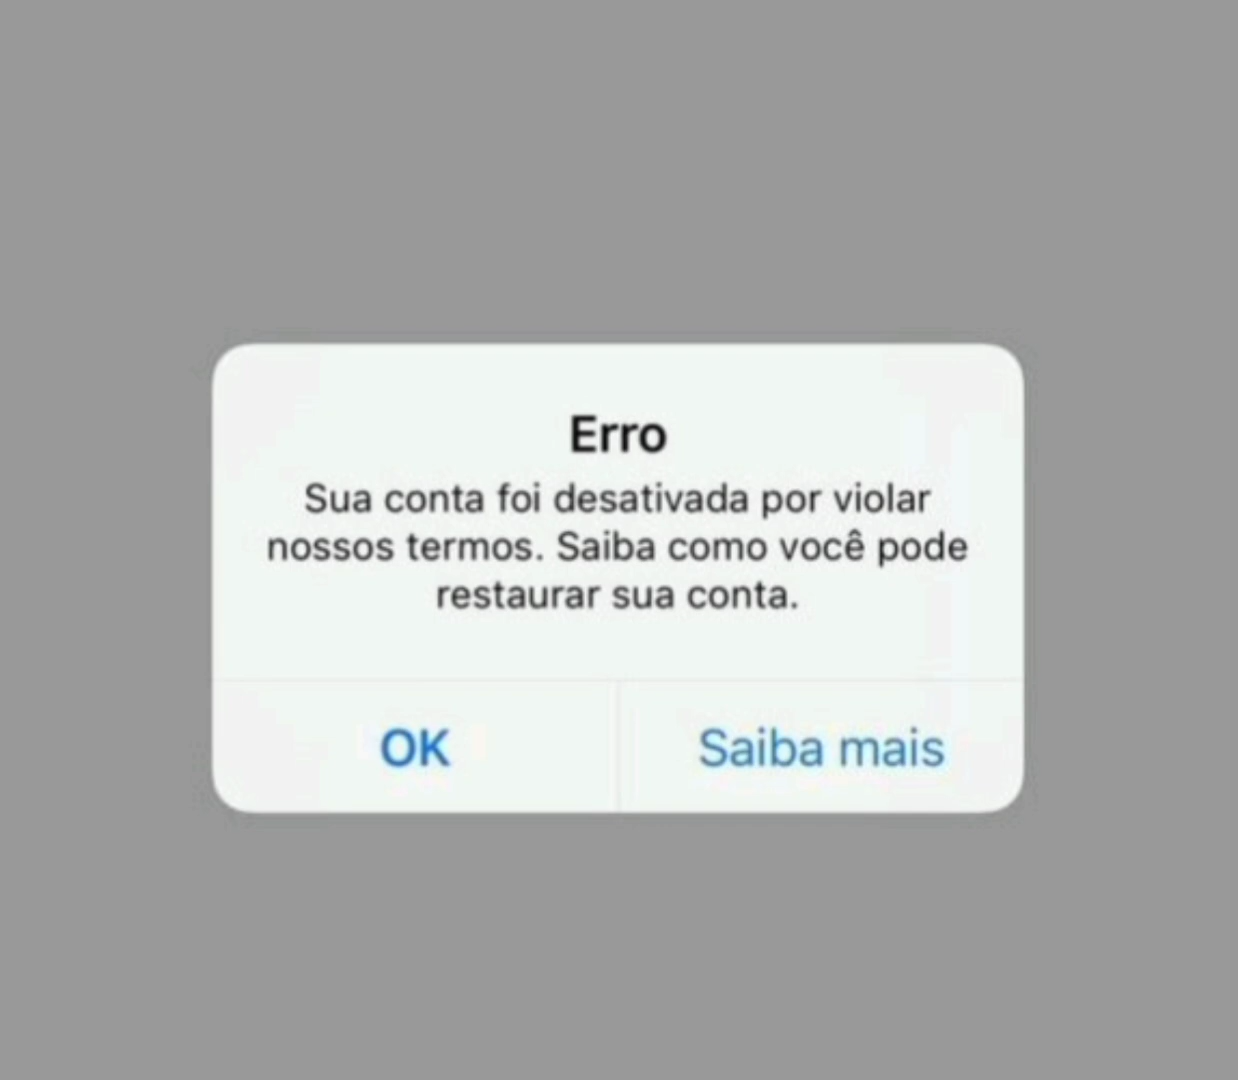 Erro
Sua conta foi desativada por violar
nossos termos. Saiba como você pode
restaurar sua conta.
OK
Saiba mais